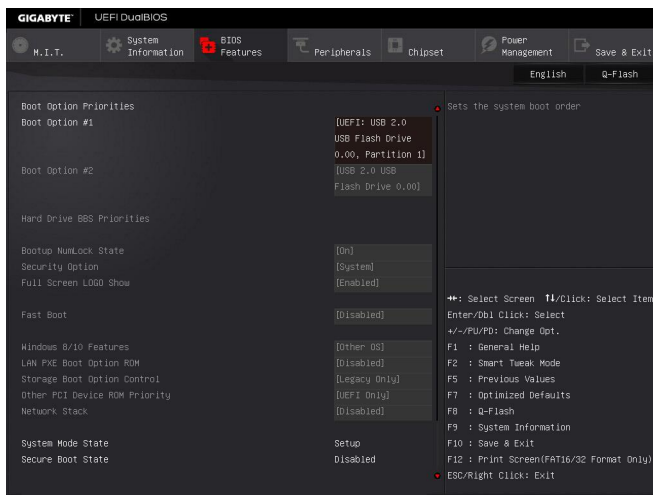 GIGABYTE™ UEFI DualBIOS
M.I.T.
System Information
BIOS Features
Peripherals
Chipset
Power Management
Save & Exit
English Q-Flash
Boot Option Priorities
Boot Option #1 [UEFI: USB 2.0
USB Flash Drive
0.00, Partition 1]
Boot Option #2 [USB 2.0 USB
Flash Drive 0.00]
Hard Drive BBS Priorities
Bootup NumLock State [On]
Security Option [System]
Full Screen LOGO Show [Enabled]
Fast Boot [Disabled]
Windows 8/10 Features [Other OS]
LAN PXE Boot Option ROM [Disabled]
Storage Boot Option Control [Legacy Only]
Other PCI Device ROM Priority [UEFI Only]
Network Stack [Disabled]
System Mode State Setup
Secure Boot State Disabled
Sets the system boot order
→←: Select Screen ↑↓/Click: Select Item
Enter/Dbl Click: Select
+/-/PU/PD: Change Opt.
F1 : General Help
F2 : Smart Tweak Mode
F5 : Previous Values
F7 : Optimized Defaults
F8 : Q-Flash
F9 : System Information
F10 : Save & Exit
F12 : Print Screen(FAT16/32 Format Only)
ESC/Right Click: Exit